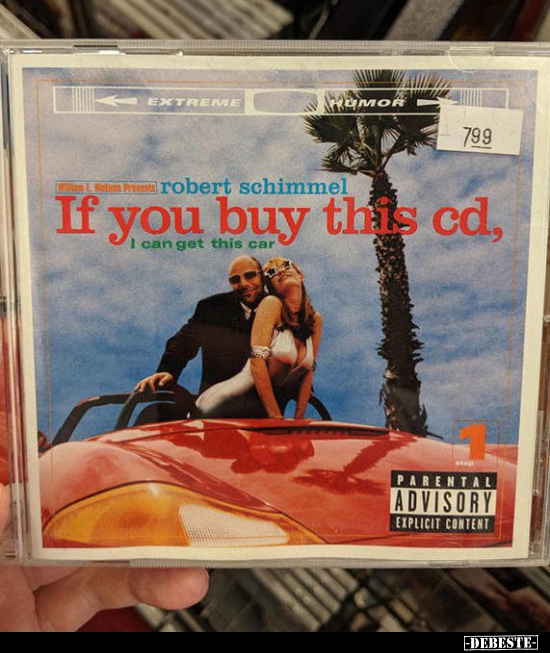 EXTREME HUMOR
799
William E. McEuen Presents robert schimmel
If you buy this cd,
I can get this car
1
stop!
PARENTAL
ADVISORY
EXPLICIT CONTENT
-DEBESTE-